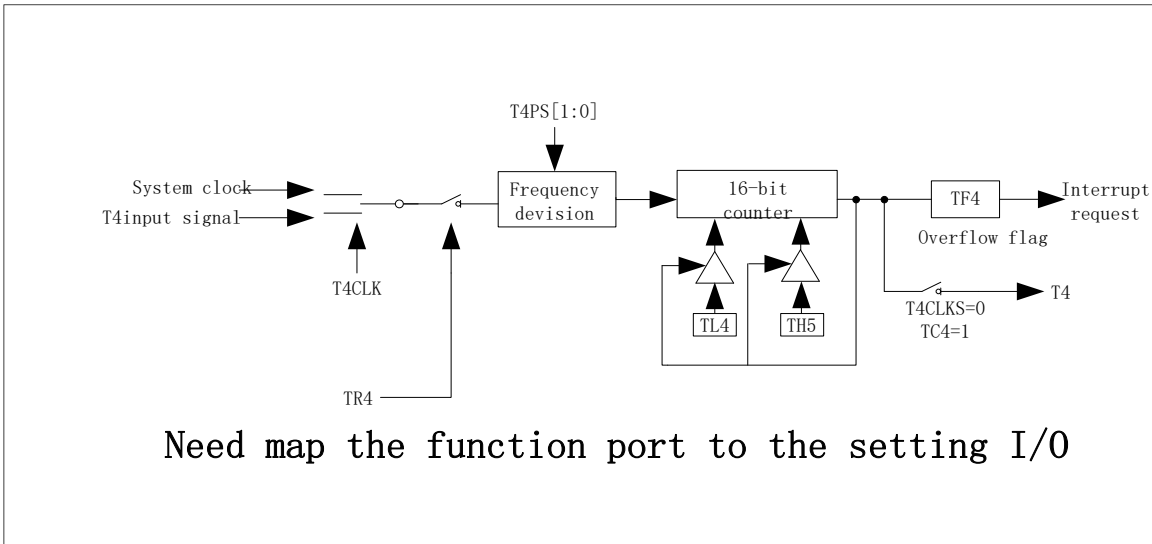 T4PS[1:0]
System clock
T4input signal
Frequency
devision
16-bit
counter
TF4
Interrupt
request
Overflow flag
T4CLK
T4
T4CLKS=0
TC4=1
TL4
TH5
TR4
Need map the function port to the setting I/O